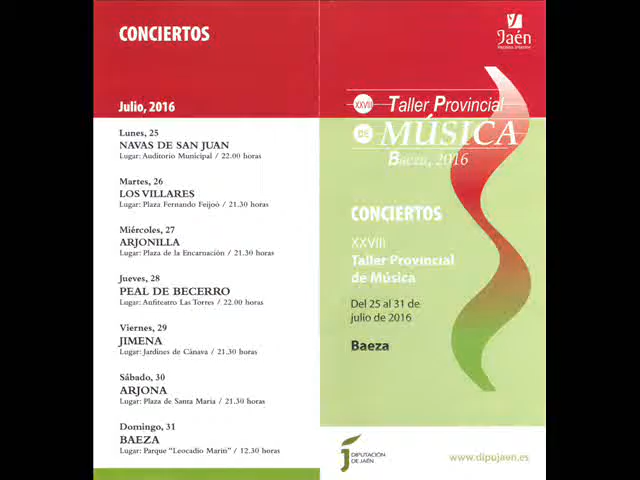 CONCIERTOS
Julio, 2016
Lunes, 25
NAVAS DE SAN JUAN
Lugar: Auditorio Municipal / 22.00 horas
Martes, 26
LOS VILLARES
Lugar: Plaza Fernando Feijoó / 21.30 horas
Miércoles, 27
ARJONILLA
Lugar: Plaza de la Encarnación / 21.30 horas
Jueves, 28
PEAL DE BECERRO
Lugar: Anfiteatro Las Torres / 22.00 horas
Viernes, 29
JIMENA
Lugar: Jardines de Cánava / 21.30 horas
Sábado, 30
ARJONA
Lugar: Plaza de Santa María / 21.30 horas
Domingo, 31
BAEZA
Lugar: Parque "Leocadio Marín" / 12.30 horas
Jaén
XXVIII Taller Provincial
DE MÚSICA
Baeza, 2016
CONCIERTOS
XXVIII
Taller Provincial
de Música
Del 25 al 31 de
julio de 2016
Baeza
DIPUTACIÓN
DE JAÉN
www.dipujaen.es